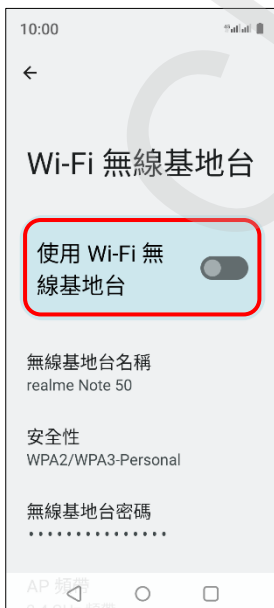 10:00
Wi-Fi 無線基地台
使用 Wi-Fi 無
線基地台
無線基地台名稱
realme Note 50
安全性
WPA2/WPA3-Personal
無線基地台密碼
•••••••••••••••
AP 頻帶